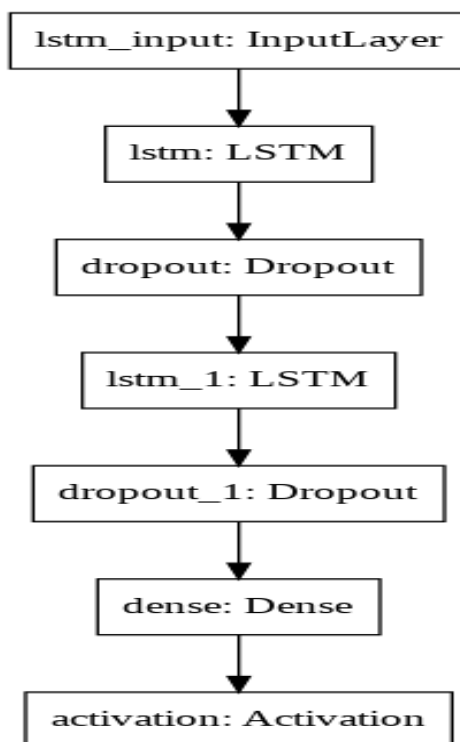 lstm_input: InputLayer
lstm: LSTM
dropout: Dropout
lstm_1: LSTM
dropout_1: Dropout
dense: Dense
activation: Activation